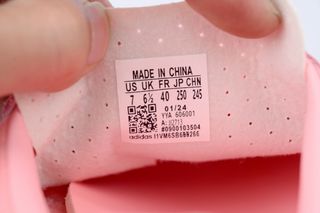 MADE IN CHINA
US UK FR JP CHN
7 6½ 40 250 245
01/24
YYA 606001
#0900103504
adidas